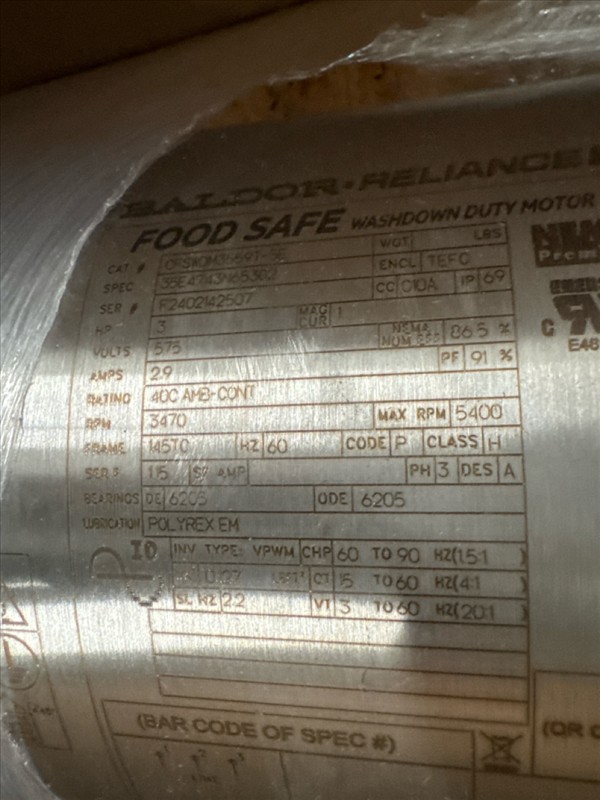 BALDOR • RELIANCE
FOOD SAFE WASHDOWN DUTY MOTOR
CAT # WGT LBS
SPEC 35E4743N653G2 ENCL TEFC
SER # F2402142507 CC 010A IP 69
HP 3 MAG CUR 1
VOLTS 575 NEMA NOM EFF 86.5 %
AMPS 2.9 PF 91 %
RATING 40C AMB-CONT
RPM 3470 MAX RPM 5400
FRAME 145TC HZ 60 CODE P CLASS H
SER.F 1.15 SF AMP PH 3 DES A
BEARINGS DE 6205 ODE 6205
LUBRICATION POLYREX EM
INV TYPE: VPWM CHP 60 TO 90 HZ(1.5:1 )
CT 15 TO 60 HZ(4:1 )
SL HZ 2.2 VT 3 TO 60 HZ(20:1 )
(BAR CODE OF SPEC #)